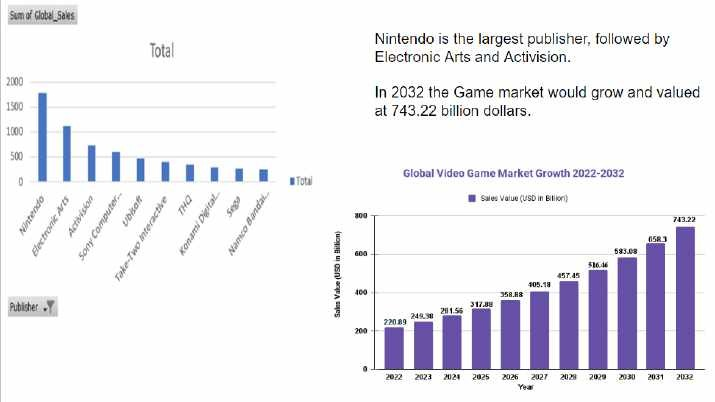 Sum of Global_Sales
Total
2000
1500
1000
500
0
Nintendo
Electronic Arts
Activision
Sony Computer...
Ubisoft
Take-Two Interactive
THQ
Konami Digital...
Sega
Namco Bandai...
Total
Publisher
Nintendo is the largest publisher, followed by
Electronic Arts and Activision.
In 2032 the Game market would grow and valued
at 743.22 billion dollars.
Global Video Game Market Growth 2022-2032
Sales Value (USD in Billion)
Sales Value (USD in Billion)
800
600
400
200
0
220.89
249.38
281.56
317.88
358.88
405.18
457.45
516.46
583.08
658.3
743.22
2022 2023 2024 2025 2026 2027 2028 2029 2030 2031 2032
Year